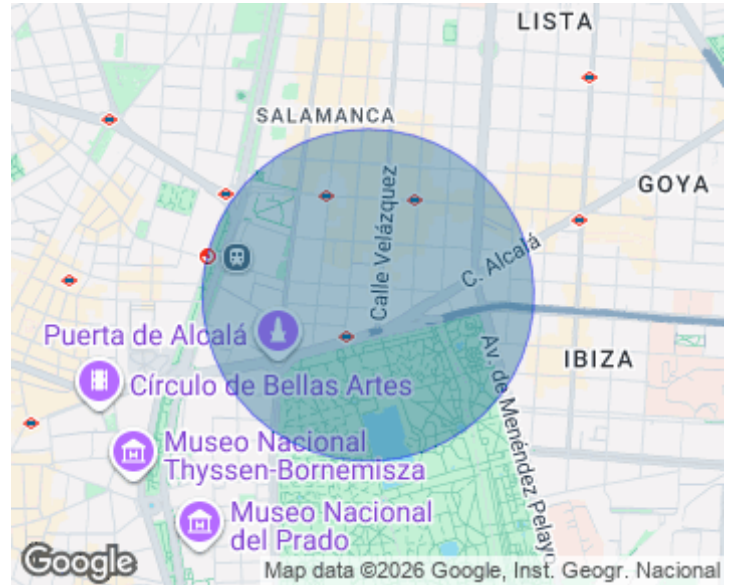 LISTA
SALAMANCA
GOYA
Calle Velázquez
C. Alcalá
Puerta de Alcalá
IBIZA
Círculo de Bellas Artes
Av. de Menéndez Pelayo
Museo Nacional
Thyssen-Bornemisza
Museo Nacional
del Prado
Google
Map data ©2026 Google, Inst. Geogr. Nacional